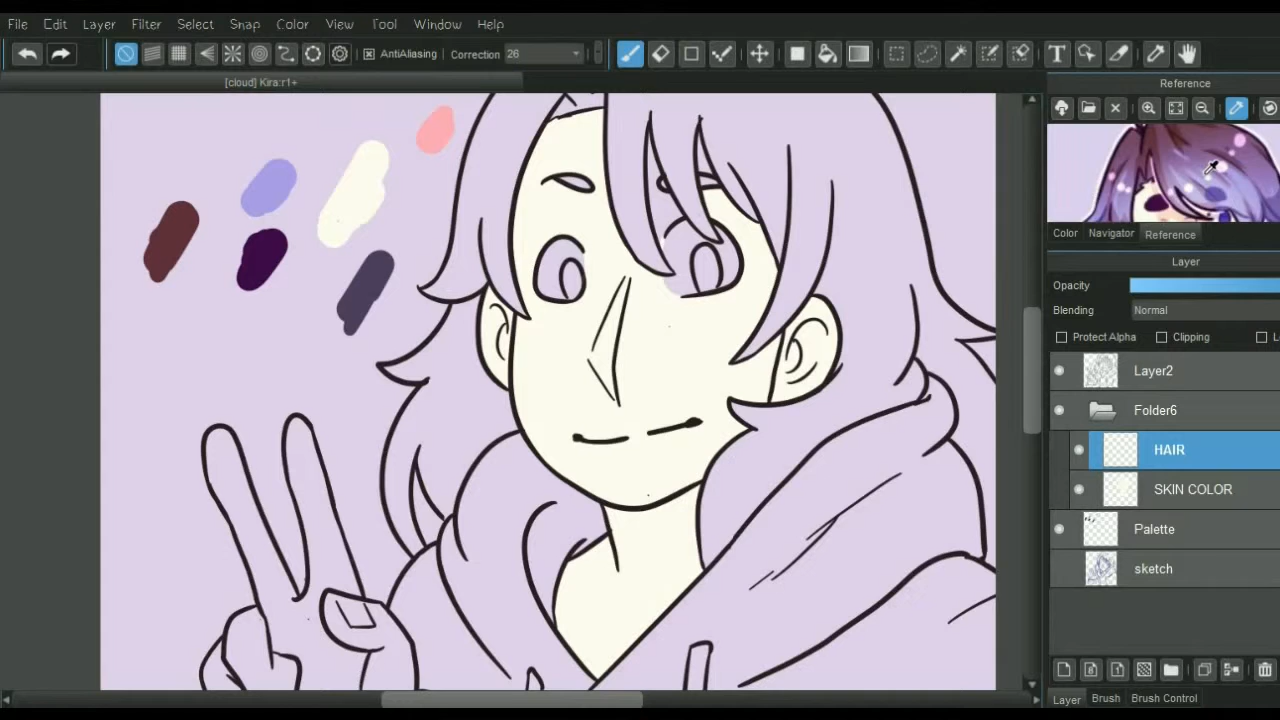 File Edit Layer Filter Select Snap Color View Tool Window Help
AntiAliasing Correction 26
[cloud] Kira:r1+
Reference
Color Navigator Reference
Layer
Opacity
Blending Normal
Protect Alpha Clipping
Layer2
Folder6
HAIR
SKIN COLOR
Palette
sketch
Layer Brush Brush Control